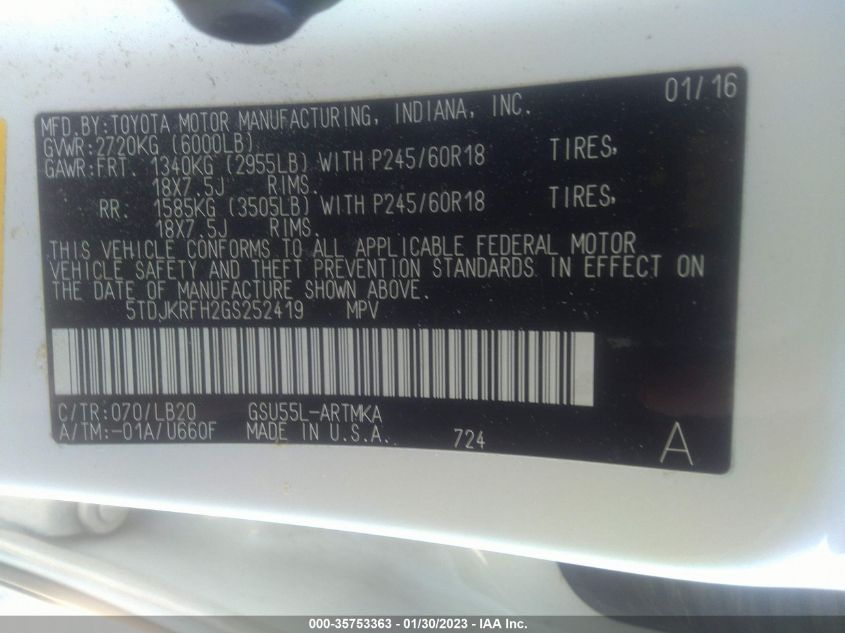 01/16
MFD.BY:TOYOTA MOTOR MANUFACTURING, INDIANA, INC.
GVWR:2720KG (6000LB)
GAWR:FRT. 1340KG (2955LB) WITH P245/60R18 TIRES,
18X7.5J RIMS.
RR. 1585KG (3505LB) WITH P245/60R18 TIRES,
18X7.5J RIMS.
THIS VEHICLE CONFORMS TO ALL APPLICABLE FEDERAL MOTOR
VEHICLE SAFETY AND THEFT PREVENTION STANDARDS IN EFFECT ON
THE DATE OF MANUFACTURE SHOWN ABOVE.
5TDJKRFH2GS252419 MPV
C/TR:070/LB20 GSU55L-ARTMKA
A/TM:-01A/U660F MADE IN U.S.A. 724 A
000-35753363 - 01/30/2023 - IAA Inc.